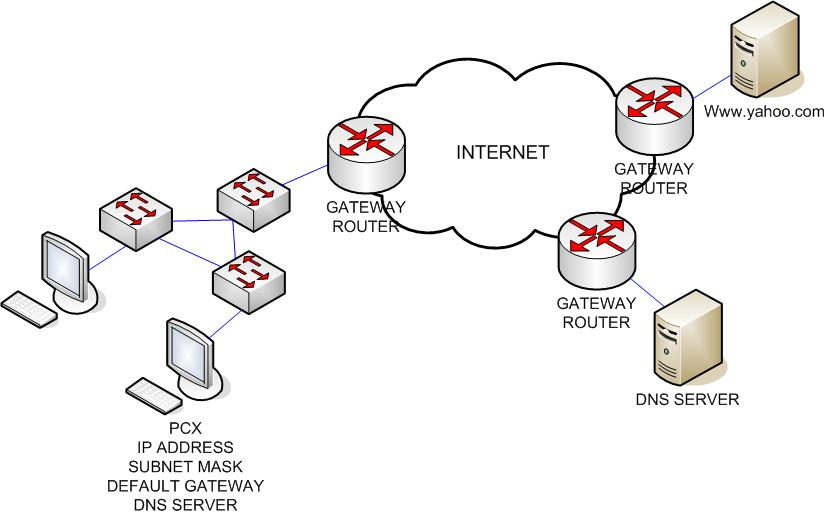 Www.yahoo.com
INTERNET
GATEWAY
ROUTER
GATEWAY
ROUTER
GATEWAY
ROUTER
DNS SERVER
PCX
IP ADDRESS
SUBNET MASK
DEFAULT GATEWAY
DNS SERVER